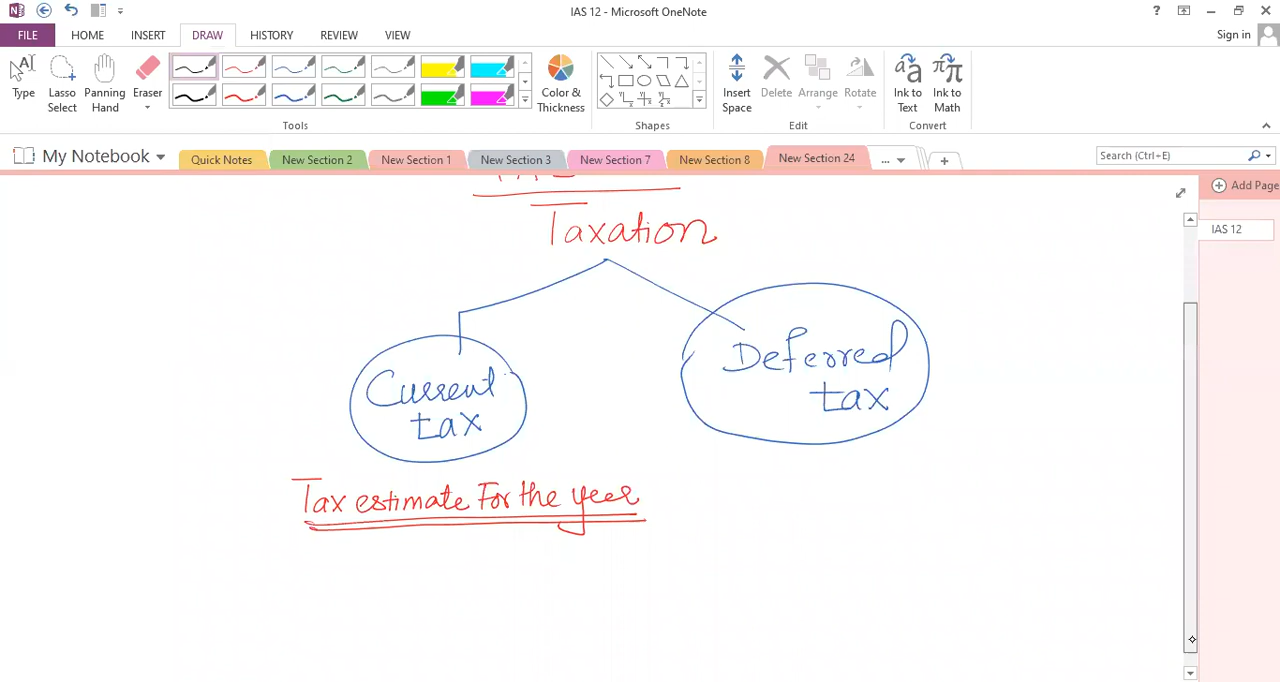 IAS 12 - Microsoft OneNote
FILE HOME INSERT DRAW HISTORY REVIEW VIEW Sign in
Type Lasso Select Panning Hand Eraser Color & Thickness Insert Space Delete Arrange Rotate Ink to Text Ink to Math
Tools Shapes Edit Convert
My Notebook Quick Notes New Section 2 New Section 1 New Section 3 New Section 7 New Section 8 New Section 24 ... Search (Ctrl+E)
Add Page
IAS 12
Taxation
Current
tax
Deferred
tax
Tax estimate For the year